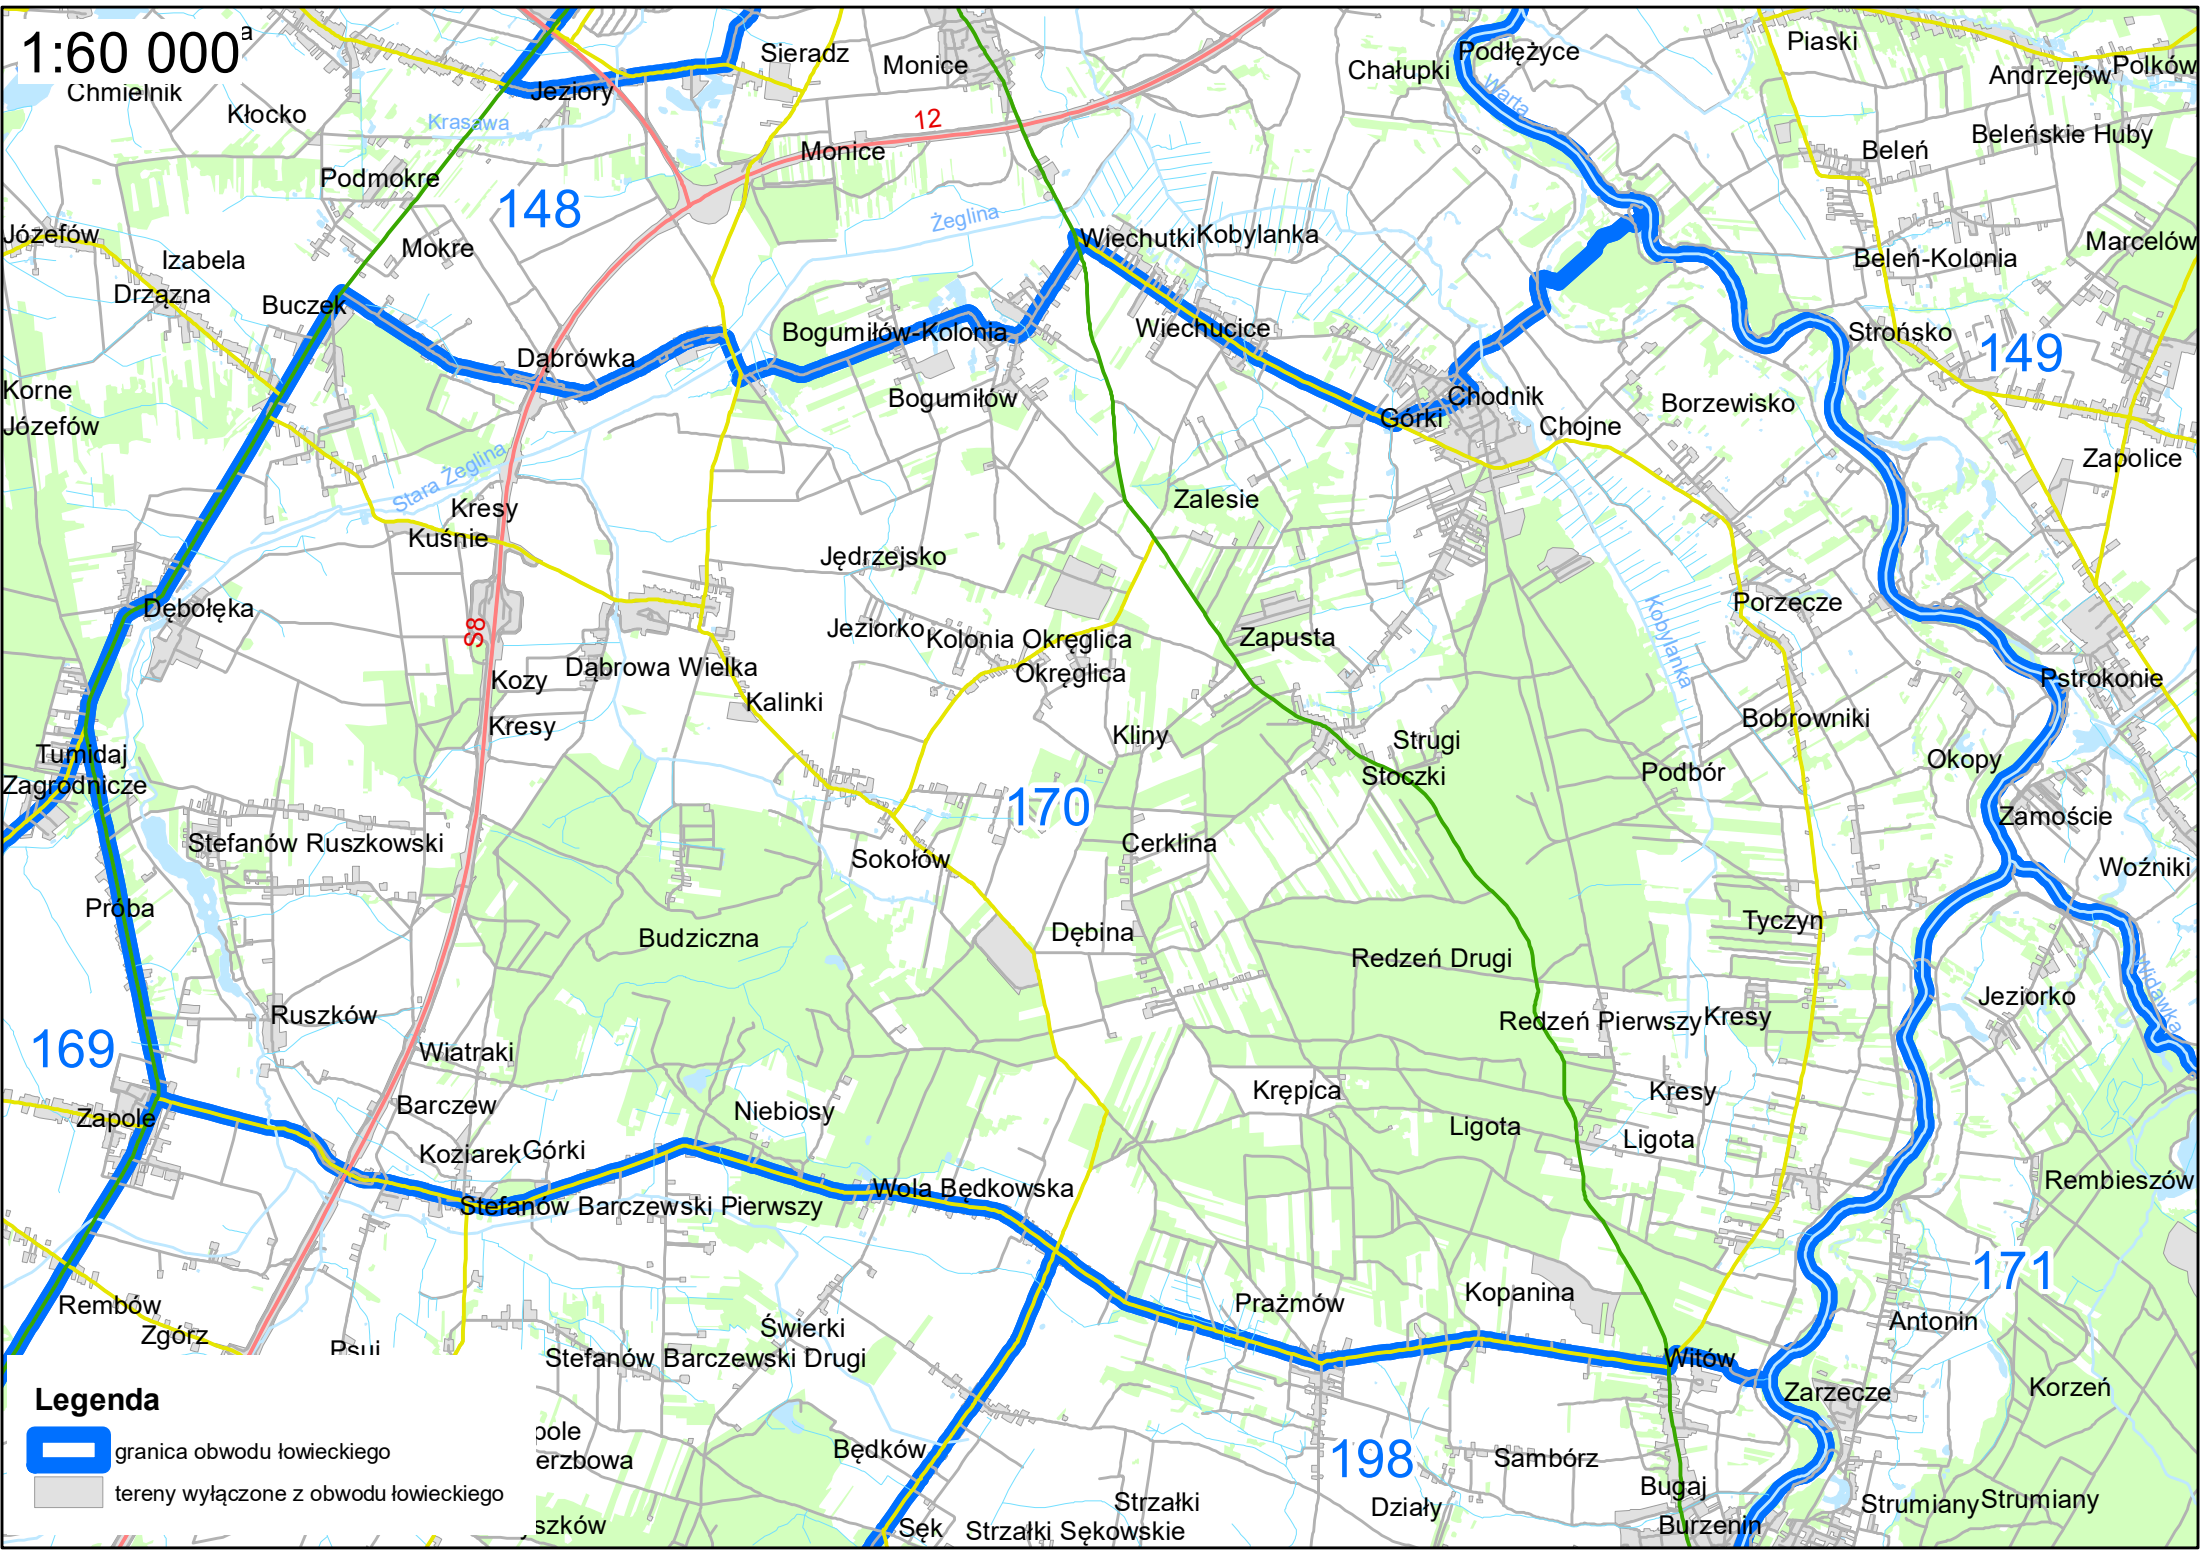 1:60 000
a
Sieradz
Monice
Podłężyce
Piaski
Chałupki
Andrzejów
Polków
Chmielnik
Jeziory
Warta
Kłocko
Krasawa
12
Monice
Beleń
Beleńskie Huby
Podmokre
148
Żeglina
Józefów
Mokre
Izabela
Wiechutki
Kobylanka
Marcelów
Beleń-Kolonia
Drzązna
Buczek
Bogumiłów-Kolonia
Wiechucice
Strońsko
149
Dąbrówka
Korne
Bogumiłów
Chodnik
Borzewisko
Józefów
Górki
Chojne
Zapolice
Stara Żeglina
Kresy
Zalesie
Kuśnie
Jędrzejsko
Dębołęka
Porzecze
S8
Jeziorko
Kolonia Okręglica
Zapusta
Kobylanka
Kozy
Dąbrowa Wielka
Okręglica
Pstrokonie
Kalinki
Kresy
Kliny
Strugi
Bobrowniki
Tumidaj
Stoczki
Podbór
Okopy
Zagrodnicze
170
Zamoście
Stefanów Ruszkowski
Sokołów
Cerklina
Woźniki
Próba
Budziczna
Dębina
Tyczyn
Redzeń Drugi
Widawka
Jeziorko
Ruszków
Redzeń Pierwszy
Kresy
169
Wiatraki
Krępica
Kresy
Barczew
Niebiosy
Zapole
Ligota
Ligota
Koziarek
Górki
Rembieszów
Wola Będkowska
Stefanów Barczewski Pierwszy
171
Rembów
Prażmów
Kopanina
Zgórz
Świerki
Antonin
Psuj
Stefanów Barczewski Drugi
Witów
Legenda
Zarzecze
Korzeń
pole
granica obwodu łowieckiego
Będków
198
Sambórz
erzbowa
Bugaj
tereny wyłączone z obwodu łowieckiego
Strzałki
Działy
Strumiany
Strumiany
yszków
Sęk
Strzałki Sękowskie
Burzenin